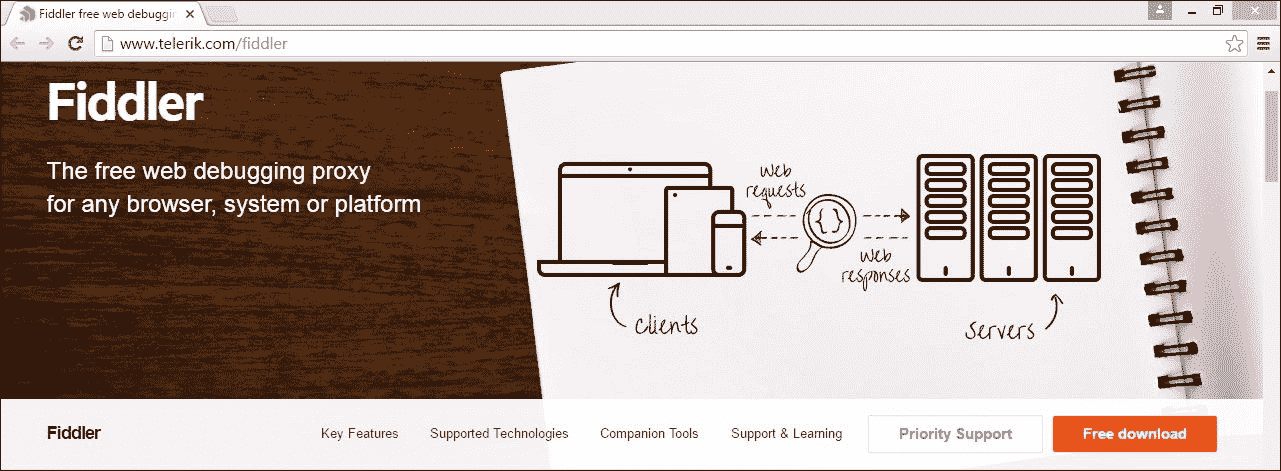 Fiddler free web debuggin
www.telerik.com/fiddler
Fiddler
The free web debugging proxy
for any browser, system or platform
web
requests
{}
web
responses
clients
servers
Fiddler
Key Features
Supported Technologies
Companion Tools
Support & Learning
Priority Support
Free download